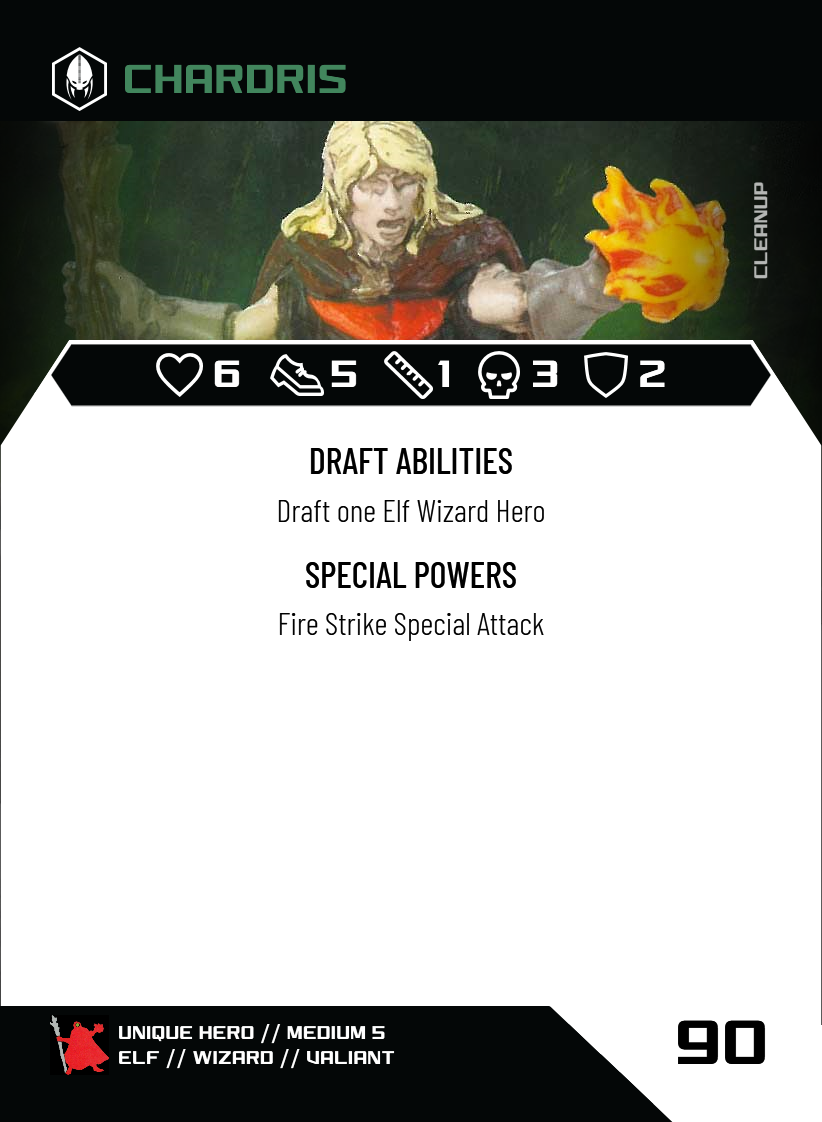 CHARDRIS
CLEANUP
6 5 1 3 2
DRAFT ABILITIES
Draft one Elf Wizard Hero
SPECIAL POWERS
Fire Strike Special Attack
UNIQUE HERO // MEDIUM 5
ELF // WIZARD // VALIANT
90